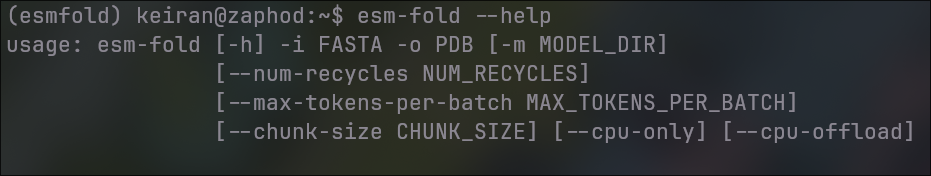 (esmfold) keiran@zaphod:~$ esm-fold --help
usage: esm-fold [-h] -i FASTA -o PDB [-m MODEL_DIR]
                [--num-recycles NUM_RECYCLES]
                [--max-tokens-per-batch MAX_TOKENS_PER_BATCH]
                [--chunk-size CHUNK_SIZE] [--cpu-only] [--cpu-offload]